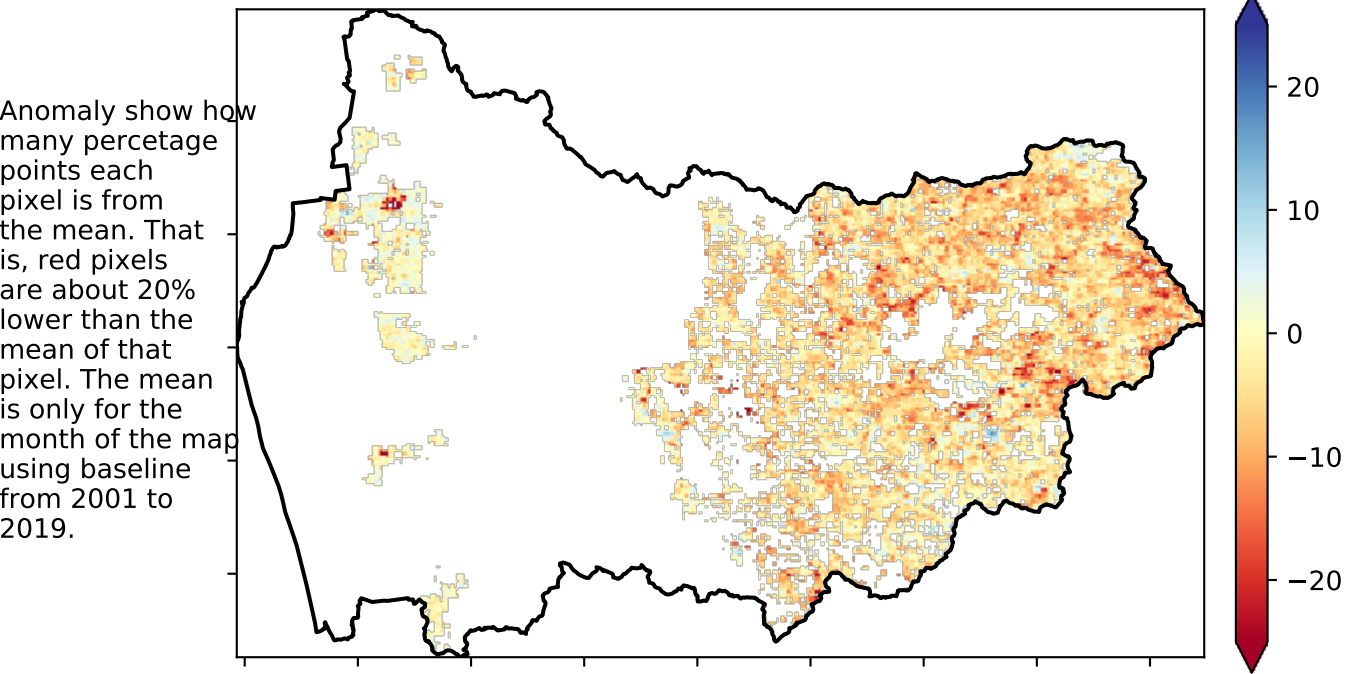 Anomaly show how
many percetage
points each
pixel is from
the mean. That
is, red pixels
are about 20%
lower than the
mean of that
pixel. The mean
is only for the
month of the map
using baseline
from 2001 to
2019.
20
10
0
−10
−20